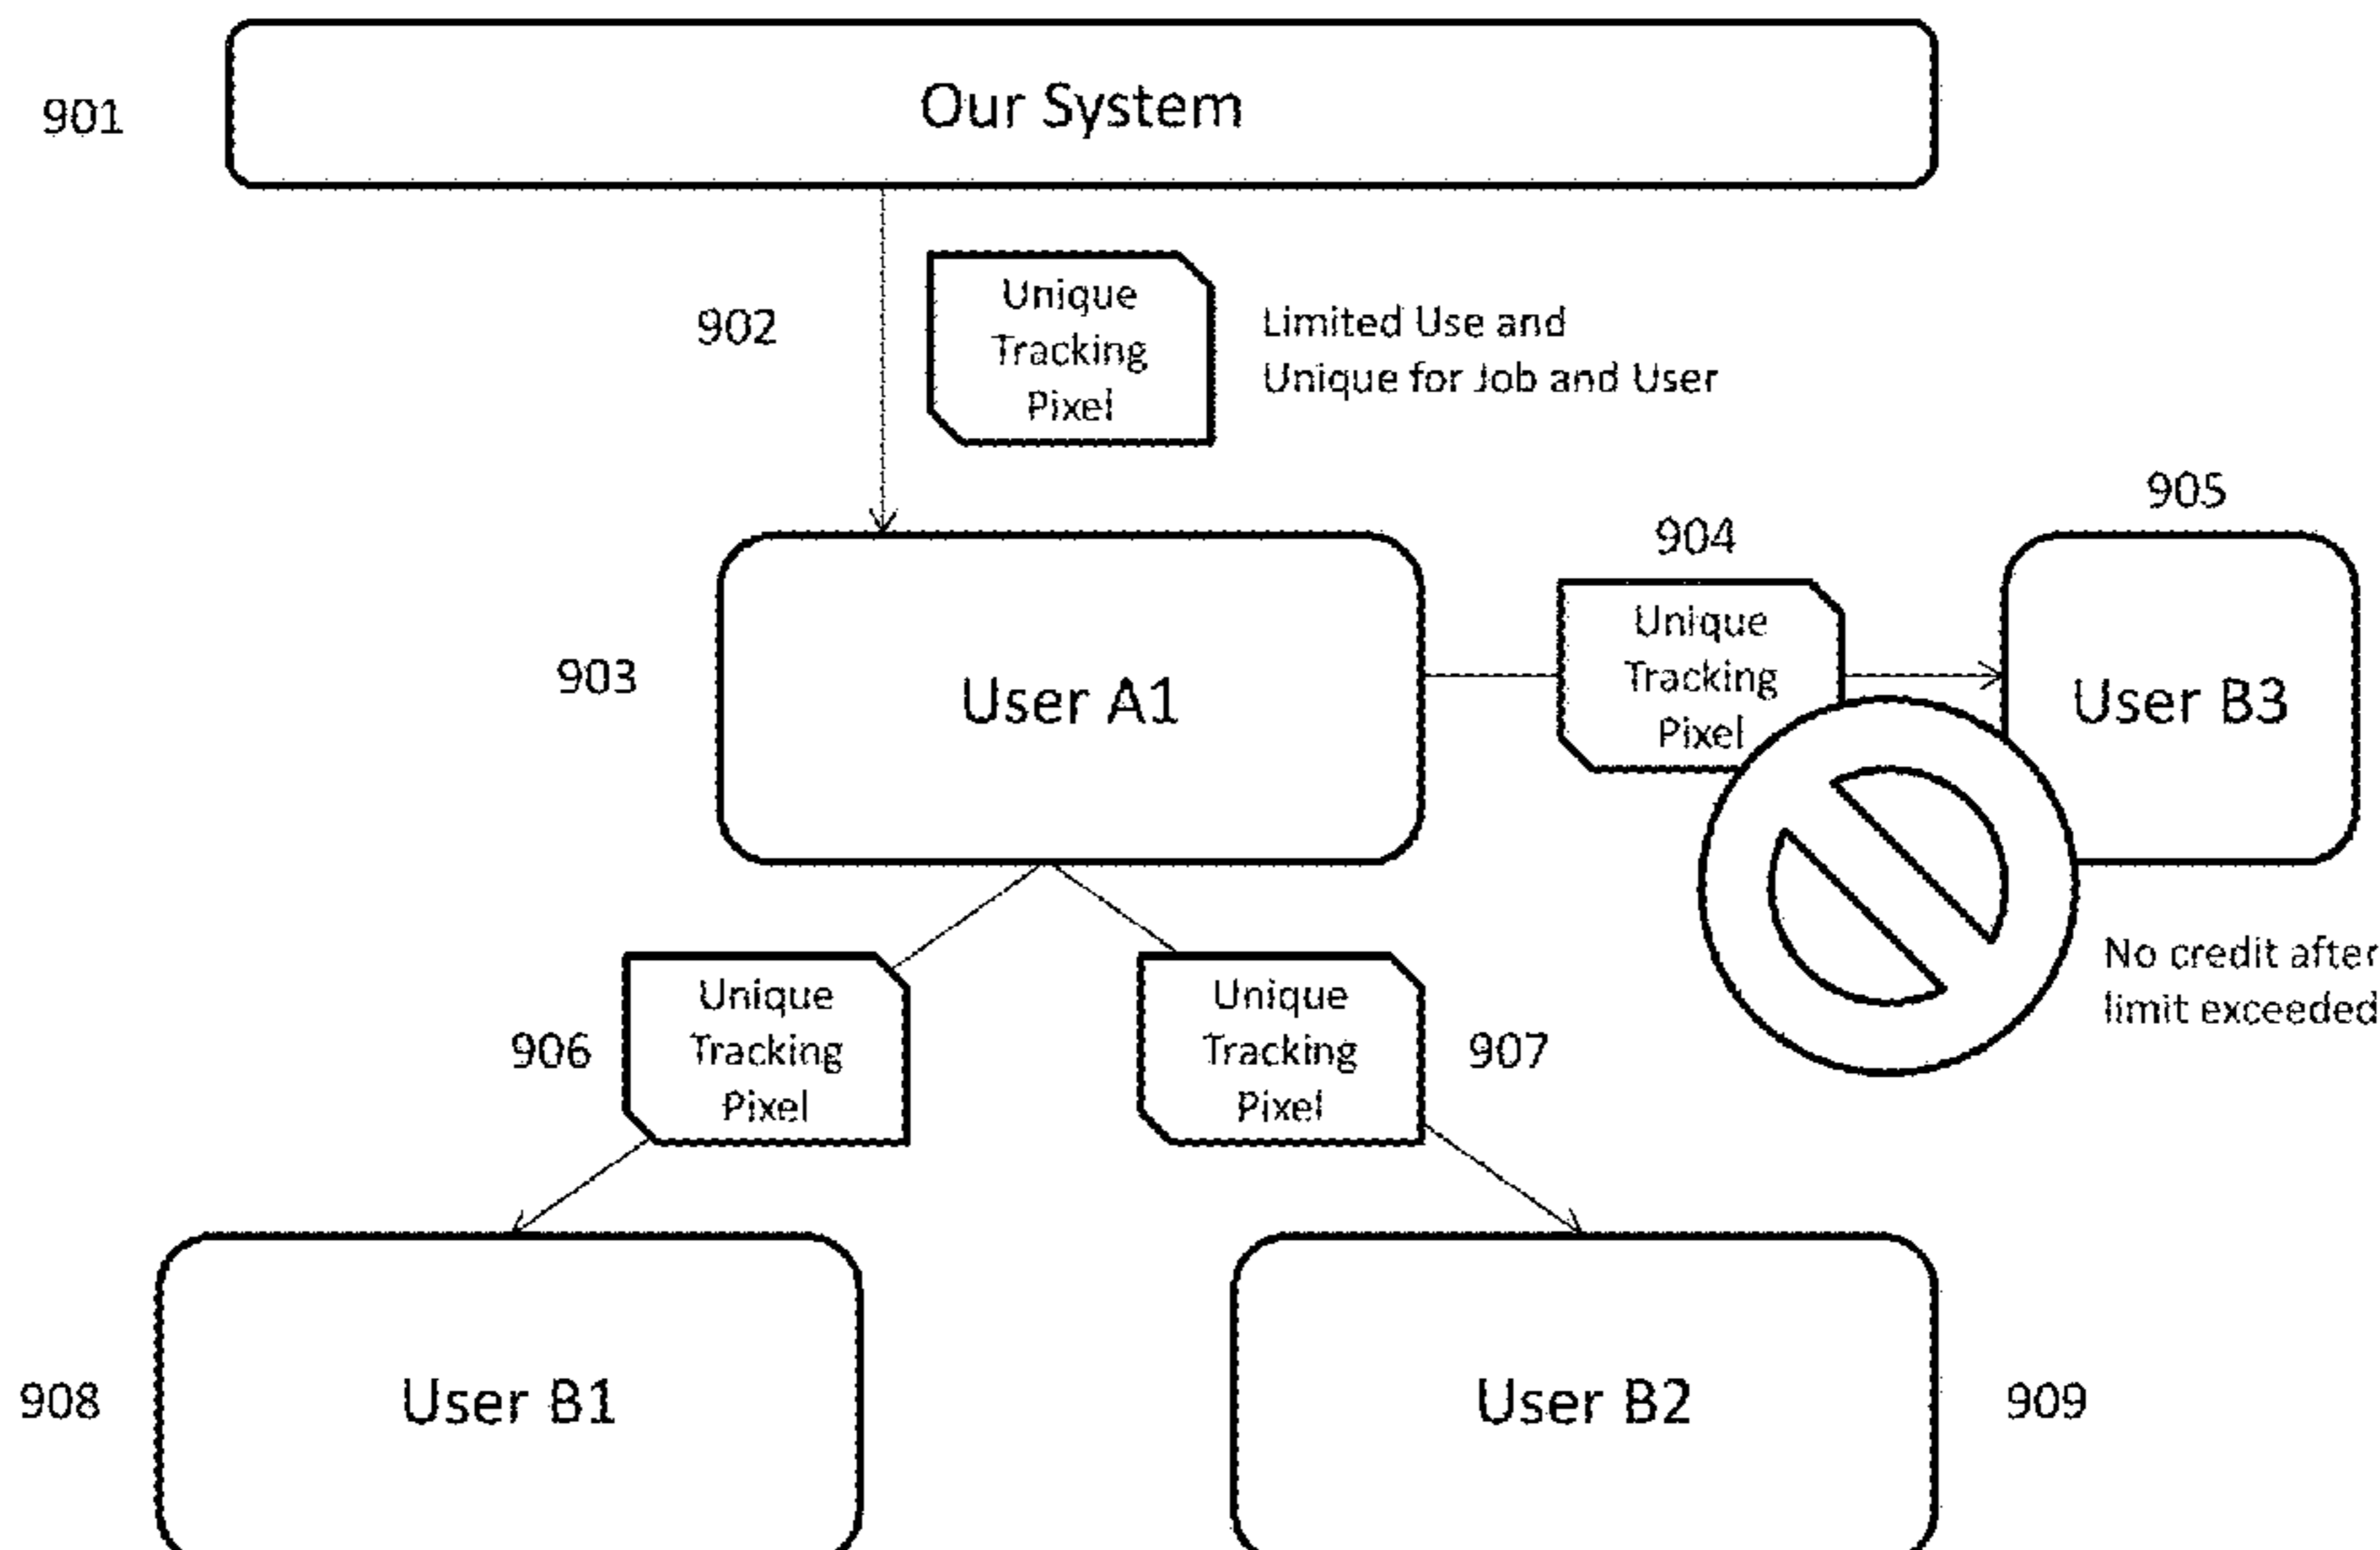 901
Our System
902
Unique
Tracking
Pixel
Limited Use and
Unique for Job and User
903
User A1
904
Unique
Tracking
Pixel
905
User B3
No credit after
limit exceeded
906
Unique
Tracking
Pixel
Unique
Tracking
Pixel
907
908
User B1
User B2
909